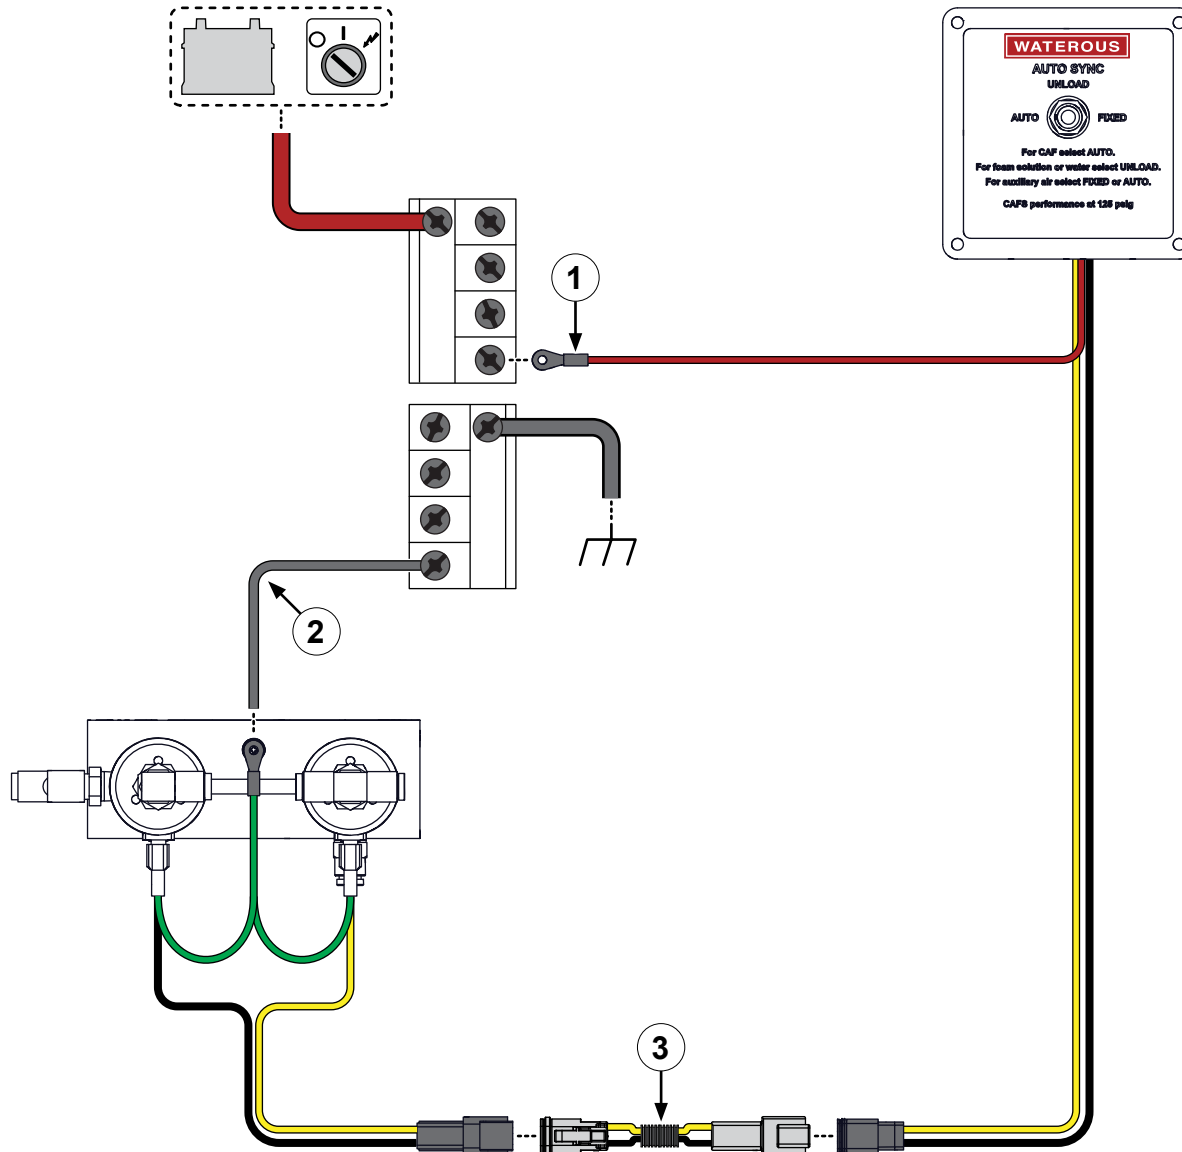 WATEROUS
AUTO SYNC
UNLOAD
AUTO FIXED
For CAF select AUTO.
For foam solution or water select UNLOAD.
For auxiliary air select FIXED or AUTO.
CAFS performance at 125 psig
1
2
3